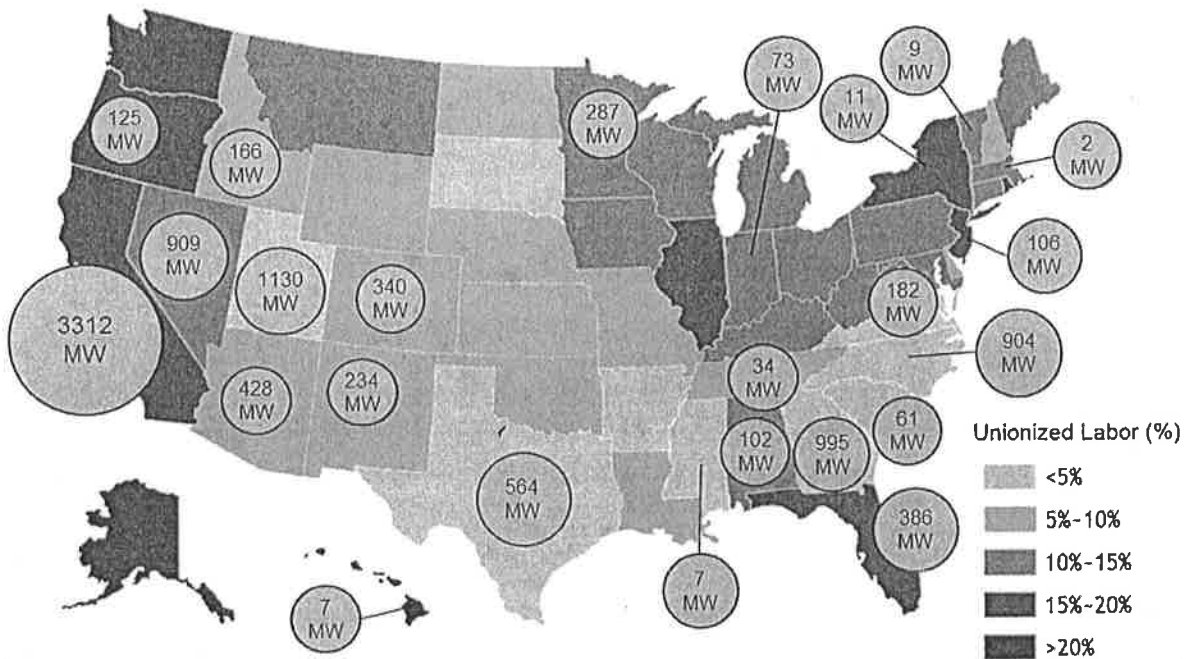 73
MW
9
MW
11
MW
125
MW
287
MW
2
MW
166
MW
909
MW
1130
MW
340
MW
106
MW
182
MW
3312
MW
904
MW
34
MW
428
MW
234
MW
61
MW
102
MW
995
MW
564
MW
386
MW
7
MW
7
MW
Unionized Labor (%)
<5%
5%-10%
10%-15%
15%-20%
>20%